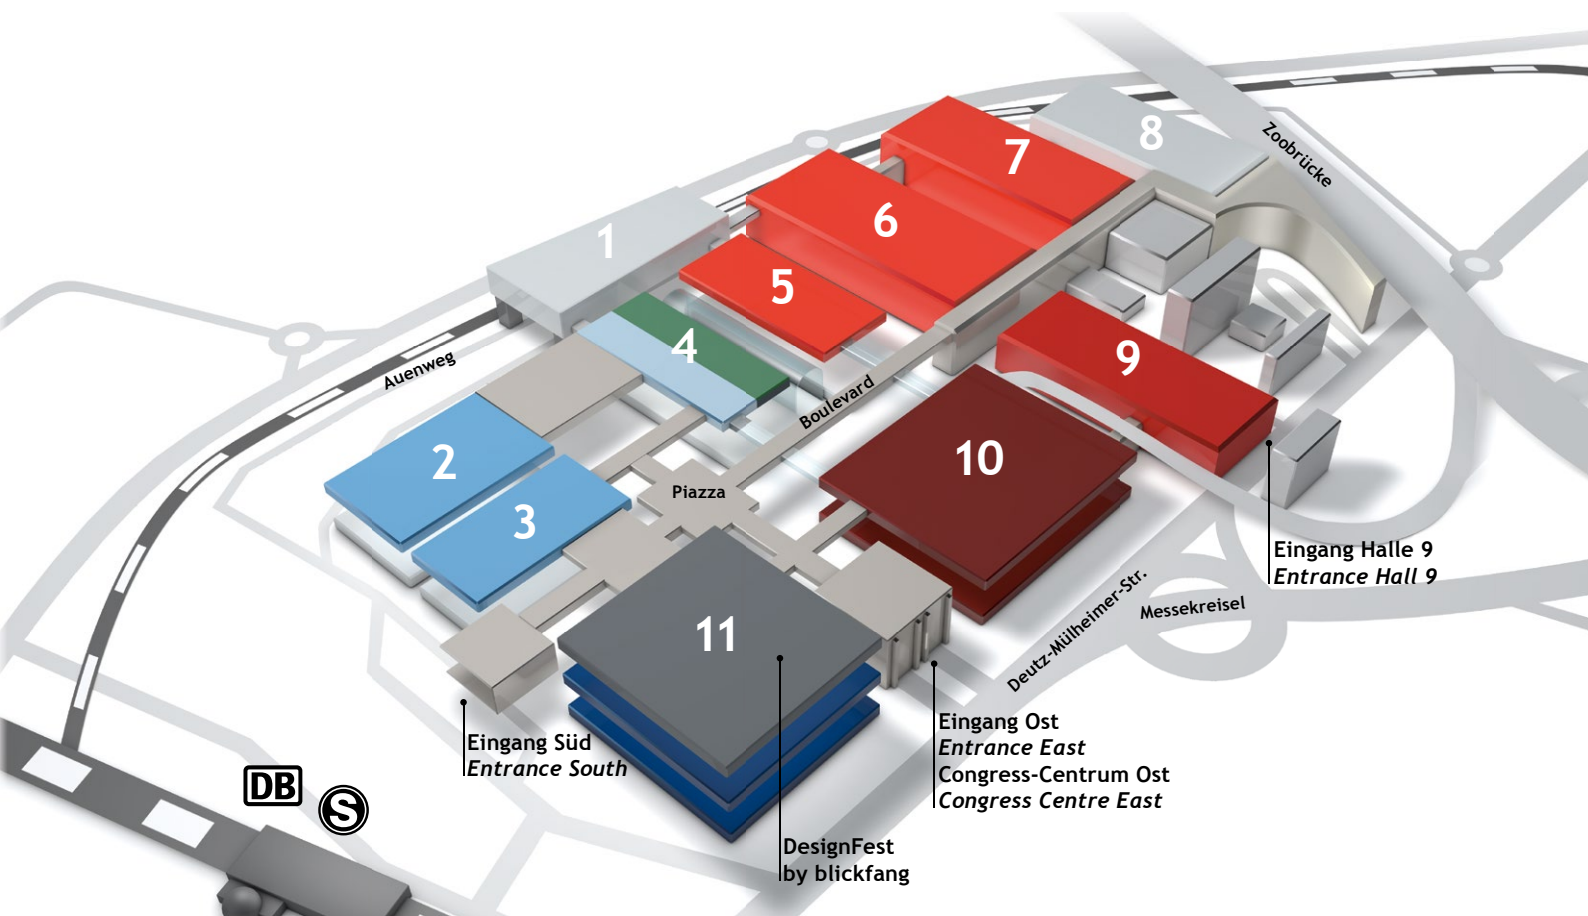 8
Zoobrücke
7
6
1
5
4
9
Auenweg
Boulevard
2
10
Piazza
3
Eingang Halle 9
Entrance Hall 9
Deutz-Mülheimer-Str.
Messekreisel
11
Eingang Ost
Entrance East
Congress-Centrum Ost
Congress Centre East
Eingang Süd
Entrance South
DB
S
DesignFest
by blickfang